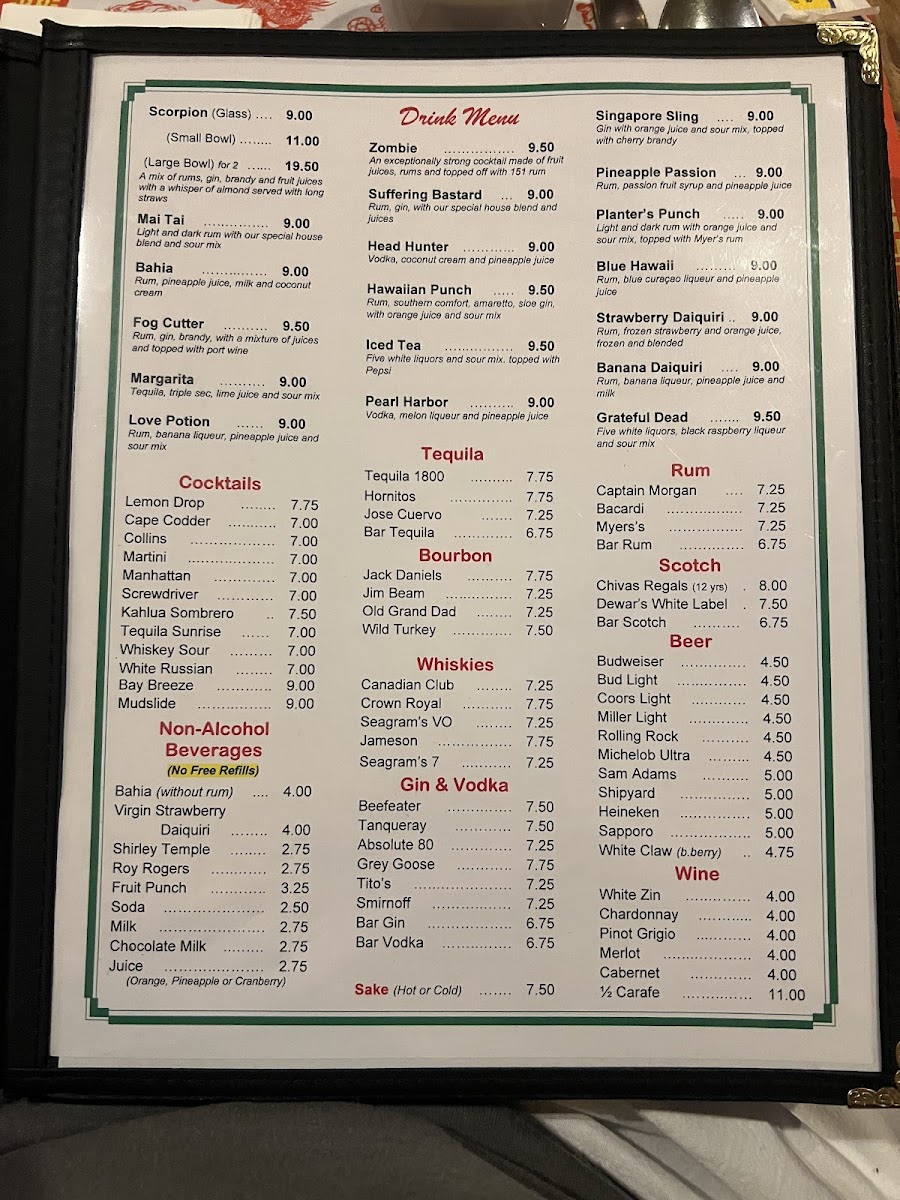 Scorpion (Glass) .... 9.00
(Small Bowl) ........ 11.00
(Large Bowl) for 2 ...... 19.50
A mix of rums, gin, brandy and fruit juices
with a whisper of almond served with long
straws
Mai Tai ............... 9.00
Light and dark rum with our special house
blend and sour mix
Bahia ............... 9.00
Rum, pineapple juice, milk and coconut
cream
Fog Cutter .......... 9.50
Rum, gin, brandy, with a mixture of juices
and topped with port wine
Margarita .......... 9.00
Tequila, triple sec, lime juice and sour mix
Love Potion ...... 9.00
Rum, banana liqueur, pineapple juice and
sour mix
Cocktails
Lemon Drop ........ 7.75
Cape Codder ........... 7.00
Collins ................... 7.00
Martini ................... 7.00
Manhattan .............. 7.00
Screwdriver ............ 7.00
Kahlua Sombrero .. 7.50
Tequila Sunrise ...... 7.00
Whiskey Sour ......... 7.00
White Russian ........ 7.00
Bay Breeze ............ 9.00
Mudslide ................ 9.00
Non-Alcohol
Beverages
(No Free Refills)
Bahia (without rum) .... 4.00
Virgin Strawberry
Daiquiri ........ 4.00
Shirley Temple ........ 2.75
Roy Rogers ............ 2.75
Fruit Punch ............ 3.25
Soda ...................... 2.50
Milk ....................... 2.75
Chocolate Milk ......... 2.75
Juice ...................... 2.75
(Orange, Pineapple or Cranberry)
Drink Menu
Zombie ................ 9.50
An exceptionally strong cocktail made of fruit
juices, rums and topped off with 151 rum
Suffering Bastard ... 9.00
Rum, gin, with our special house blend and
juices
Head Hunter ............ 9.00
Vodka, coconut cream and pineapple juice
Hawaiian Punch ..... 9.50
Rum, southern comfort, amaretto, sloe gin,
with orange juice and sour mix
Iced Tea ................ 9.50
Five white liquors and sour mix. topped with
Pepsi
Pearl Harbor .......... 9.00
Vodka, melon liqueur and pineapple juice
Tequila
Tequila 1800 .......... 7.75
Hornitos ............... 7.75
Jose Cuervo ....... 7.25
Bar Tequila .............. 6.75
Bourbon
Jack Daniels .......... 7.75
Jim Beam ............... 7.25
Old Grand Dad ........ 7.25
Wild Turkey ............. 7.50
Whiskies
Canadian Club ........ 7.25
Crown Royal ........... 7.75
Seagram's VO ........ 7.25
Jameson ................. 7.75
Seagram's 7 ............ 7.25
Gin & Vodka
Beefeater ............... 7.50
Tanqueray ............. 7.50
Absolute 80 .............. 7.25
Grey Goose ............ 7.75
Tito's ...................... 7.25
Smirnoff .................. 7.25
Bar Gin ................... 6.75
Bar Vodka ............... 6.75
Sake (Hot or Cold) ....... 7.50
Singapore Sling .... 9.00
Gin with orange juice and sour mix, topped
with cherry brandy
Pineapple Passion ... 9.00
Rum, passion fruit syrup and pineapple juice
Planter's Punch ..... 9.00
Light and dark rum with orange juice and
sour mix, topped with Myer's rum
Blue Hawaii ......... 9.00
Rum, blue curaçao liqueur and pineapple
juice
Strawberry Daiquiri .. 9.00
Rum, frozen strawberry and orange juice,
frozen and blended
Banana Daiquiri .... 9.00
Rum, banana liqueur, pineapple juice and
milk
Grateful Dead ....... 9.50
Five white liquors, black raspberry liqueur
and sour mix
Rum
Captain Morgan .... 7.25
Bacardi ................. 7.25
Myers's ................. 7.25
Bar Rum .............. 6.75
Scotch
Chivas Regals (12 yrs) . 8.00
Dewar's White Label . 7.50
Bar Scotch .......... 6.75
Beer
Budweiser .............. 4.50
Bud Light ............... 4.50
Coors Light ............ 4.50
Miller Light ............. 4.50
Rolling Rock .......... 4.50
Michelob Ultra ......... 4.50
Sam Adams .......... 5.00
Shipyard ............... 5.00
Heineken ............... 5.00
Sapporo ................. 5.00
White Claw (b.berry) .. 4.75
Wine
White Zin .............. 4.00
Chardonnay ............ 4.00
Pinot Grigio ............ 4.00
Merlot ................... 4.00
Cabernet .............. 4.00
½ Carafe ............... 11.00